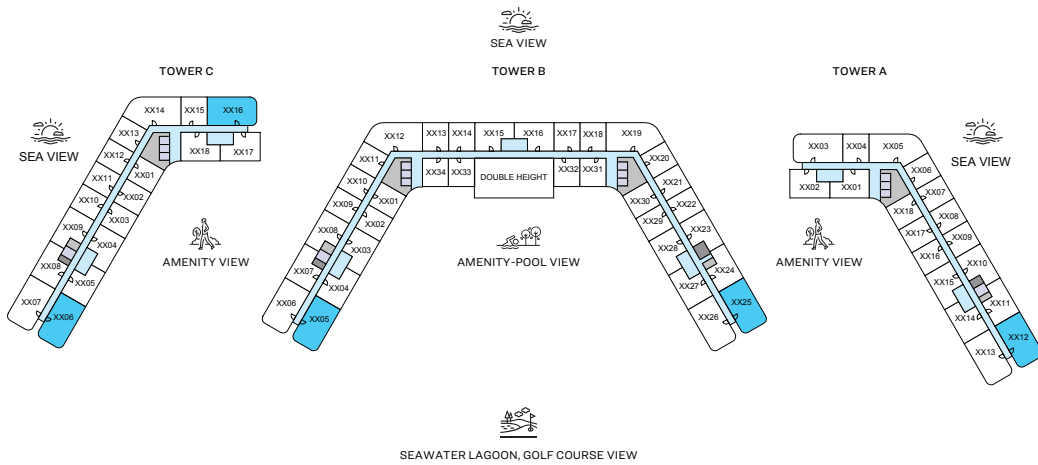 SEA VIEW
TOWER C
TOWER B
TOWER A
SEA VIEW
XX14
XX15
XX16
XX13
XX12
XX11
XX10
XX09
XX08
XX07
XX06
XX05
XX04
XX03
XX02
XX01
XX18
XX17
AMENITY VIEW
XX12
XX13
XX14
XX15
XX16
XX17
XX18
XX19
XX11
XX10
XX01
XX34
XX33
DOUBLE HEIGHT
XX32
XX31
XX20
XX21
XX30
XX22
XX29
XX02
XX08
XX03
XX07
XX04
XX06
XX05
XX28
XX23
XX27
XX24
XX26
XX25
AMENITY-POOL VIEW
XX03
XX04
XX05
XX02
XX01
XX06
XX07
XX18
XX08
XX17
XX09
XX16
XX10
XX15
XX11
XX14
XX12
XX13
SEA VIEW
AMENITY VIEW
SEAWATER LAGOON, GOLF COURSE VIEW